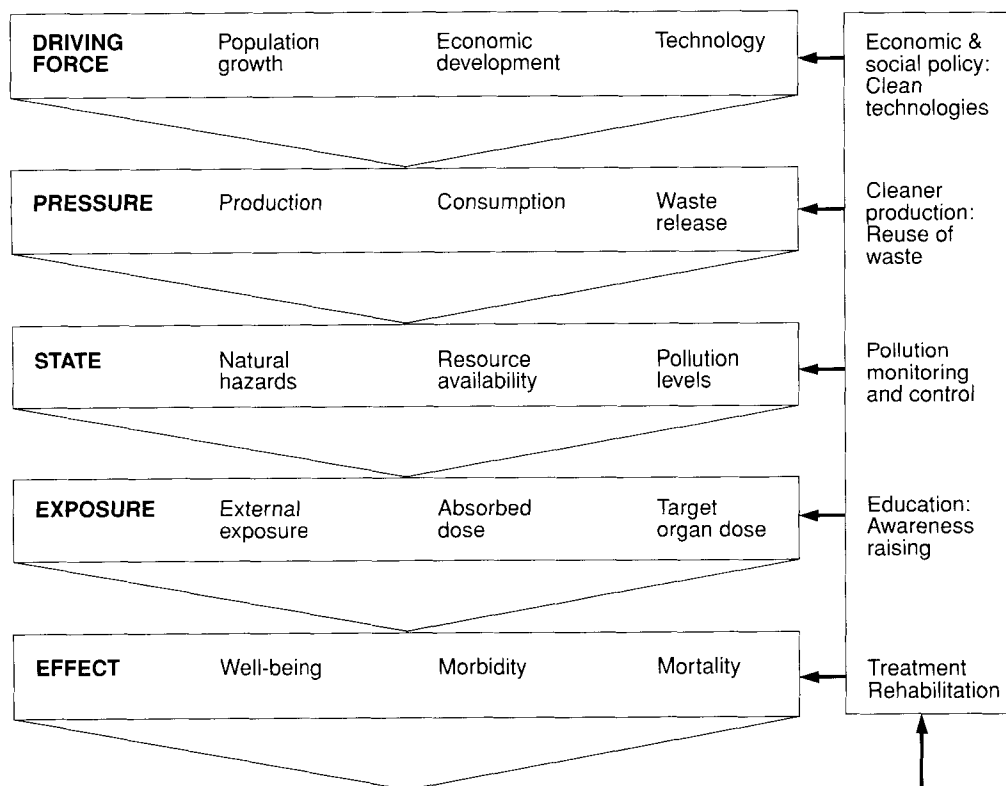 DRIVING
FORCE
Population
growth
Economic
development
Technology
Economic &
social policy:
Clean
technologies
PRESSURE
Production
Consumption
Waste
release
Cleaner
production:
Reuse of
waste
STATE
Natural
hazards
Resource
availability
Pollution
levels
Pollution
monitoring
and control
EXPOSURE
External
exposure
Absorbed
dose
Target
organ dose
Education:
Awareness
raising
EFFECT
Well-being
Morbidity
Mortality
Treatment
Rehabilitation